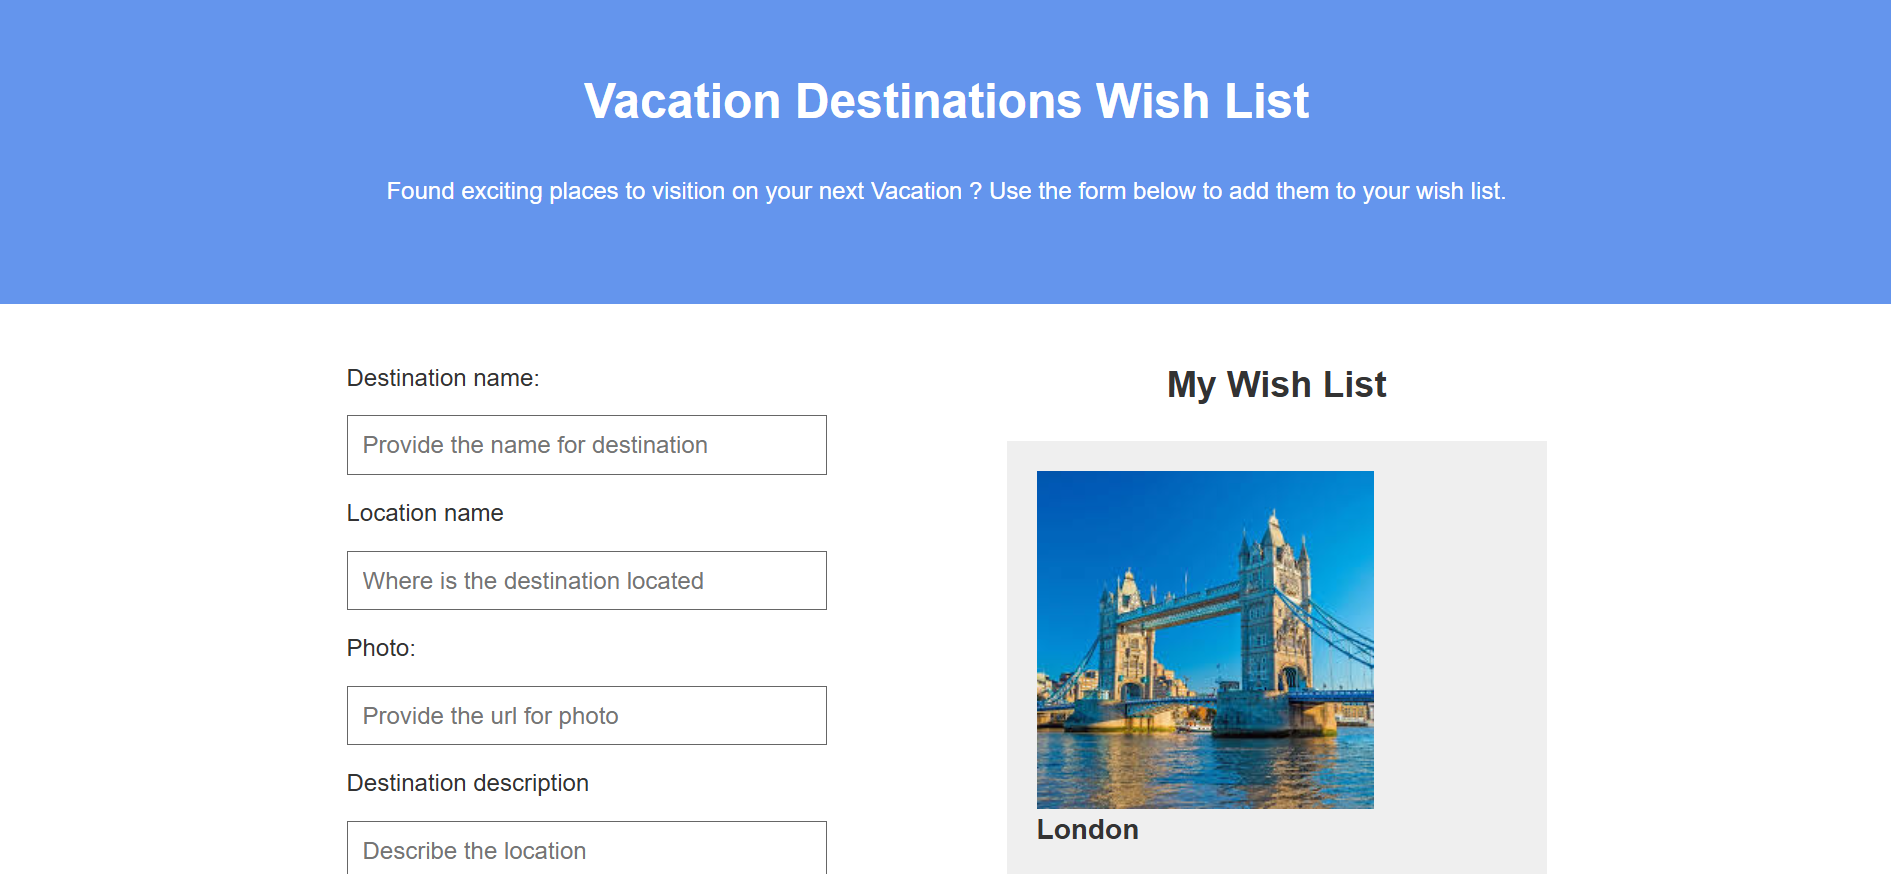 Vacation Destinations Wish List
Found exciting places to visition on your next Vacation ? Use the form below to add them to your wish list.
Destination name:
Provide the name for destination
Location name
Where is the destination located
Photo:
Provide the url for photo
Destination description
Describe the location
My Wish List
London